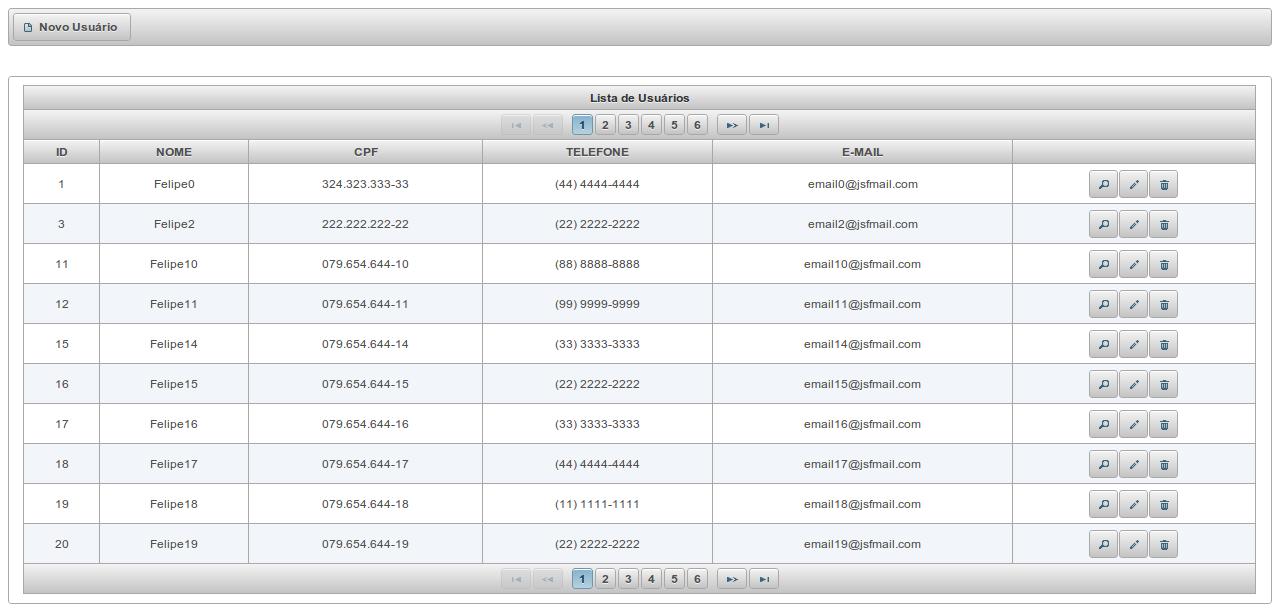 Novo Usuário
Lista de Usuários
1 2 3 4 5 6
ID NOME CPF TELEFONE E-MAIL
1 Felipe0 324.323.333-33 (44) 4444-4444 email0@jsfmail.com
3 Felipe2 222.222.222-22 (22) 2222-2222 email2@jsfmail.com
11 Felipe10 079.654.644-10 (88) 8888-8888 email10@jsfmail.com
12 Felipe11 079.654.644-11 (99) 9999-9999 email11@jsfmail.com
15 Felipe14 079.654.644-14 (33) 3333-3333 email14@jsfmail.com
16 Felipe15 079.654.644-15 (22) 2222-2222 email15@jsfmail.com
17 Felipe16 079.654.644-16 (33) 3333-3333 email16@jsfmail.com
18 Felipe17 079.654.644-17 (44) 4444-4444 email17@jsfmail.com
19 Felipe18 079.654.644-18 (11) 1111-1111 email18@jsfmail.com
20 Felipe19 079.654.644-19 (22) 2222-2222 email19@jsfmail.com
1 2 3 4 5 6